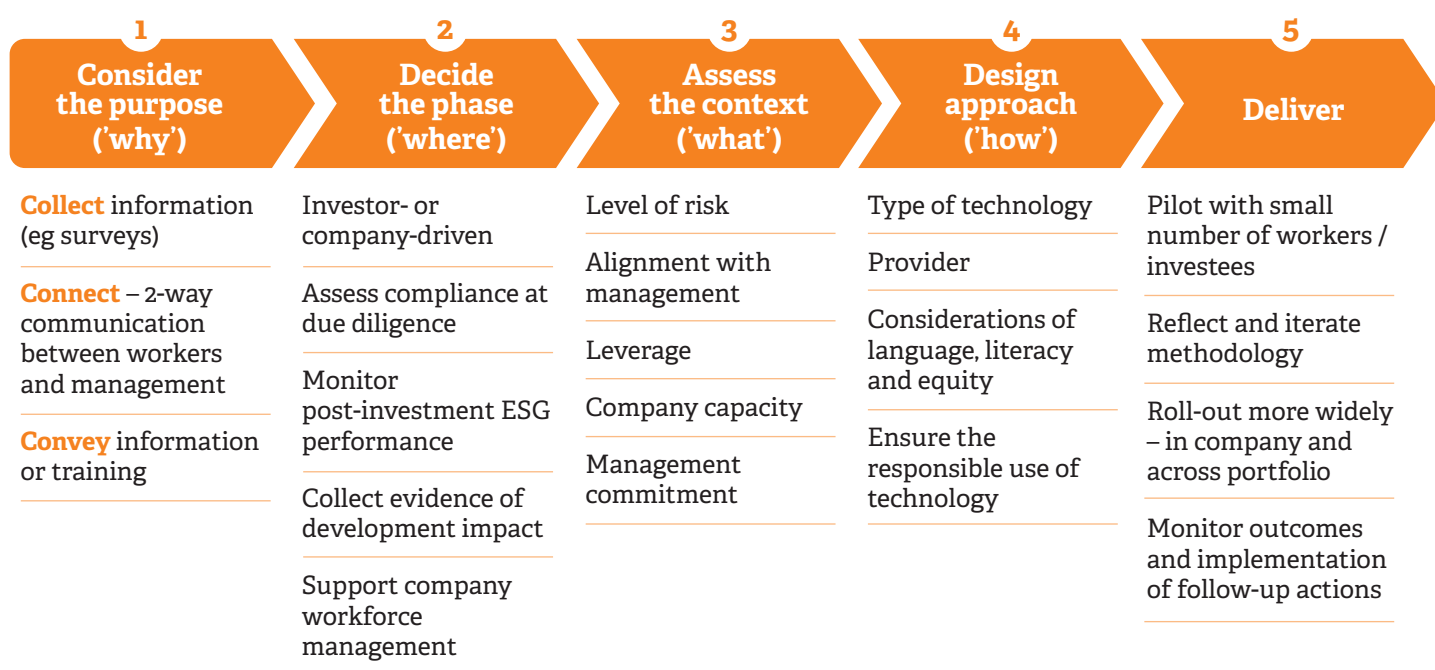 1
Consider
the purpose
('why')
Collect information
(eg surveys)
Connect – 2-way
communication
between workers
and management
Convey information
or training
2
Decide
the phase
('where')
Investor- or
company-driven
Assess compliance at
due diligence
Monitor
post-investment ESG
performance
Collect evidence of
development impact
Support company
workforce
management
3
Assess
the context
('what')
Level of risk
Alignment with
management
Leverage
Company capacity
Management
commitment
4
Design
approach
('how')
Type of technology
Provider
Considerations of
language, literacy
and equity
Ensure the
responsible use of
technology
5
Deliver
Pilot with small
number of workers /
investees
Reflect and iterate
methodology
Roll-out more widely
– in company and
across portfolio
Monitor outcomes
and implementation
of follow-up actions